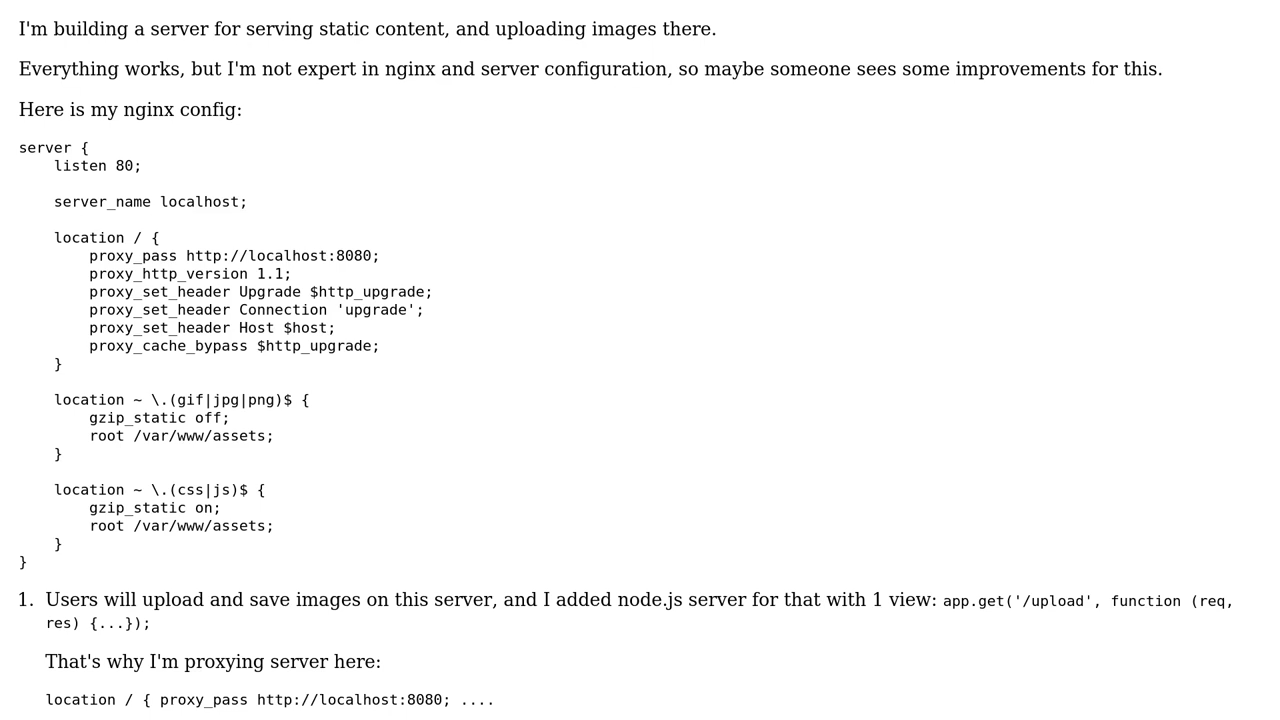 I'm building a server for serving static content, and uploading images there.
Everything works, but I'm not expert in nginx and server configuration, so maybe someone sees some improvements for this.
Here is my nginx config:
server {
    listen 80;

    server_name localhost;

    location / {
        proxy_pass http://localhost:8080;
        proxy_http_version 1.1;
        proxy_set_header Upgrade $http_upgrade;
        proxy_set_header Connection 'upgrade';
        proxy_set_header Host $host;
        proxy_cache_bypass $http_upgrade;
    }

    location ~ \.(gif|jpg|png)$ {
        gzip_static off;
        root /var/www/assets;
    }

    location ~ \.(css|js)$ {
        gzip_static on;
        root /var/www/assets;
    }
}
1. Users will upload and save images on this server, and I added node.js server for that with 1 view: app.get('/upload', function (req,
res) {...});
That's why I'm proxying server here:
location / { proxy_pass http://localhost:8080; ....